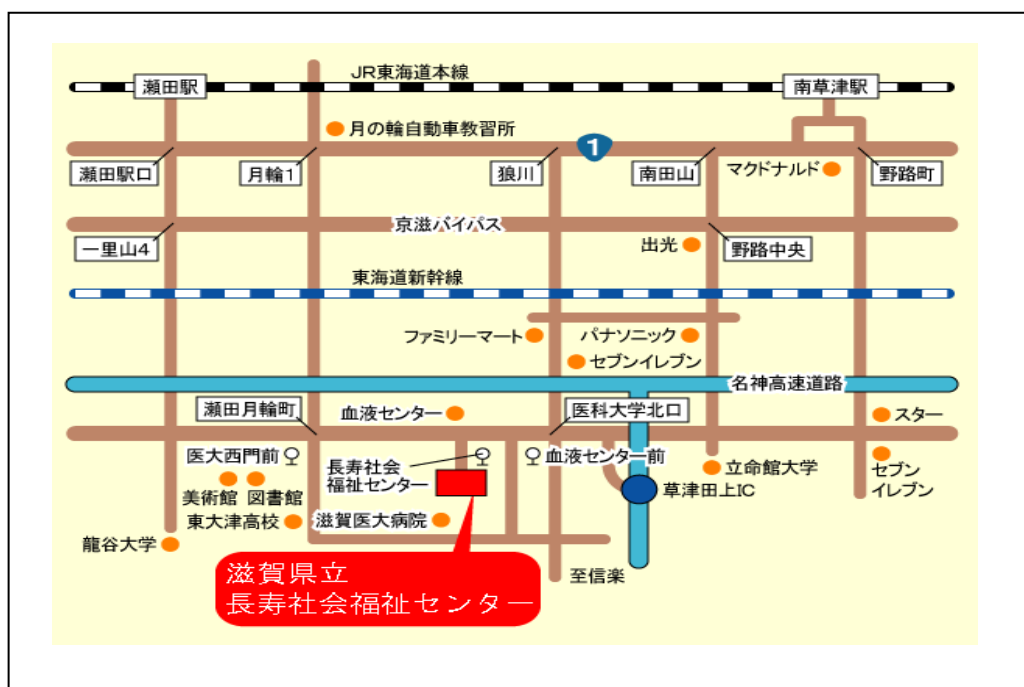 JR東海道本線
瀬田駅
南草津駅
月の輪自動車教習所
1
瀬田駅口
月輪1
狼川
南田山
マクドナルド
野路町
京滋バイパス
一里山4
出光
野路中央
東海道新幹線
ファミリーマート
パナソニック
セブンイレブン
名神高速道路
瀬田月輪町
血液センター
医科大学北口
スター
医大西門前
長寿社会
福祉センター
血液センター前
立命館大学
セブン
イレブン
美術館
図書館
草津田上IC
東大津高校
滋賀医大病院
龍谷大学
至信楽
滋賀県立
長寿社会福祉センター